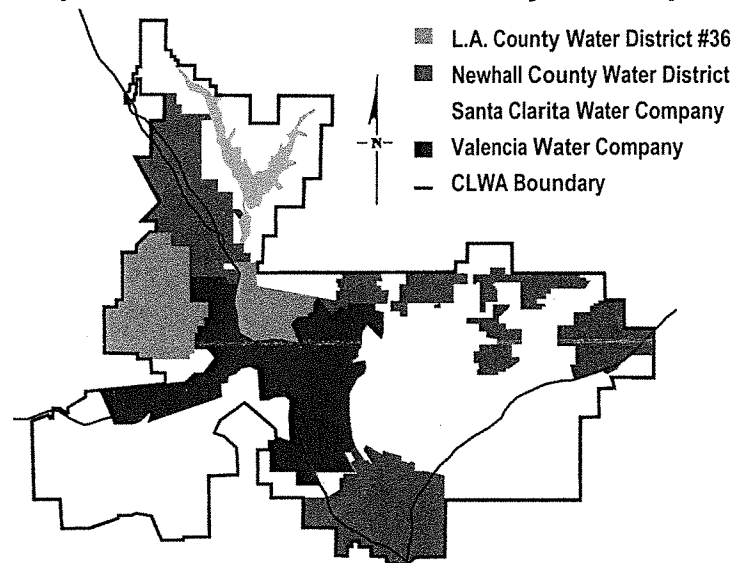 L.A. County Water District #36
Newhall County Water District
Santa Clarita Water Company
-N-
Valencia Water Company
CLWA Boundary